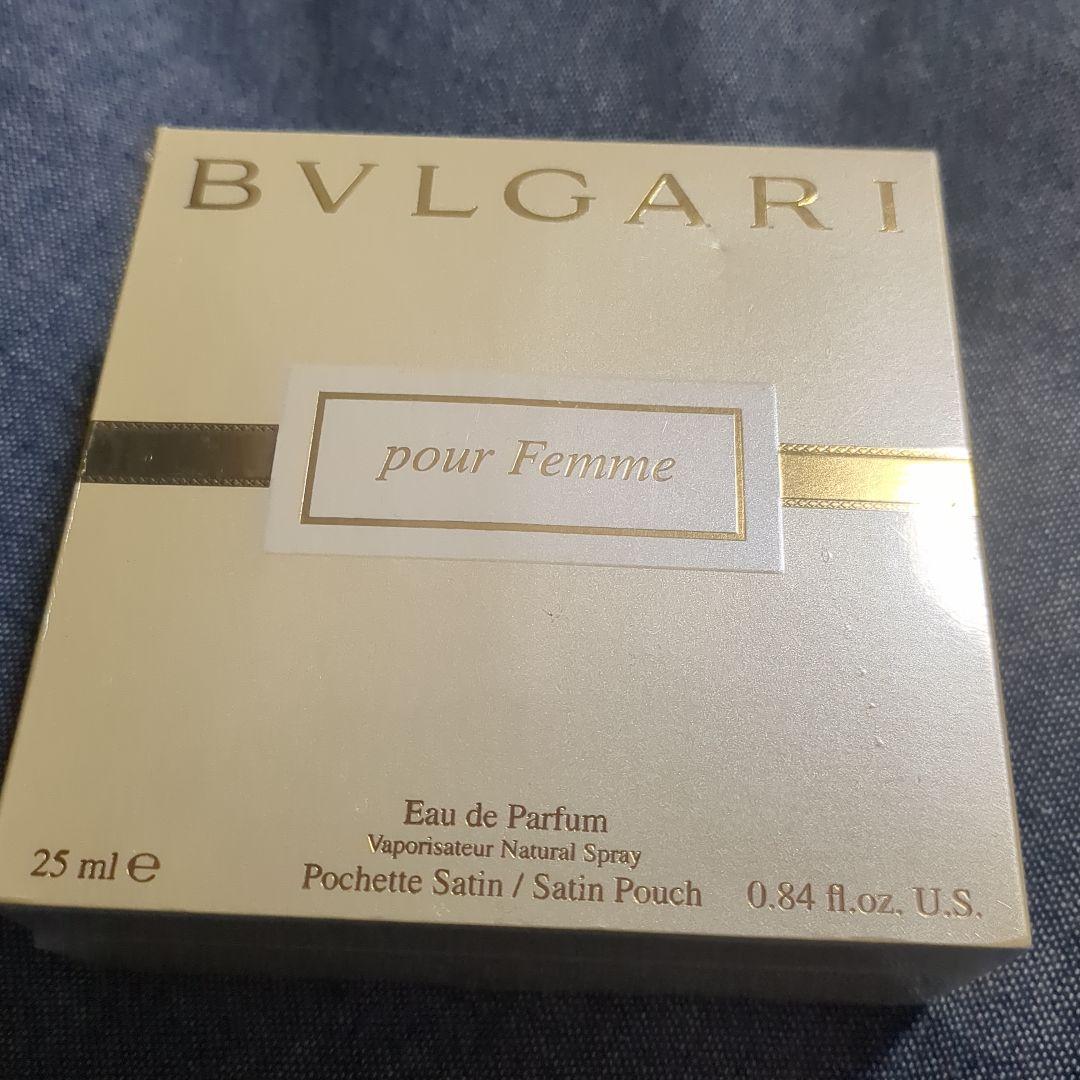 BVLGARI
pour Femme
Eau de Parfum
Vaporisateur Natural Spray
25 ml ℮
Pochette Satin / Satin Pouch
0.84 fl.oz. U.S.